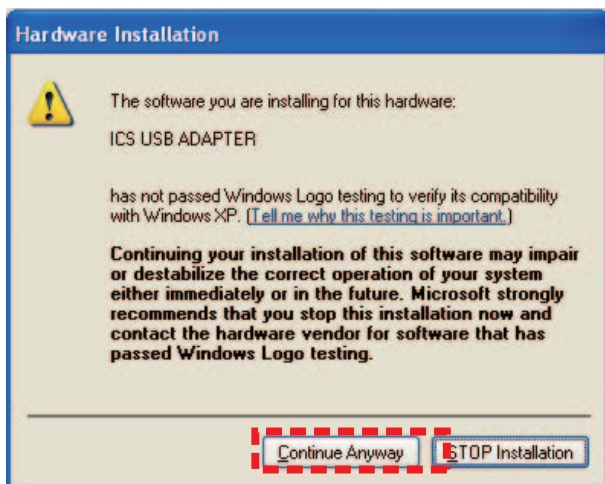 Hardware Installation
The software you are installing for this hardware:
ICS USB ADAPTER
has not passed Windows Logo testing to verify its compatibility
with Windows XP. (Tell me why this testing is important.)
Continuing your installation of this software may impair
or destabilize the correct operation of your system
either immediately or in the future. Microsoft strongly
recommends that you stop this installation now and
contact the hardware vendor for software that has
passed Windows Logo testing.
Continue Anyway
STOP Installation